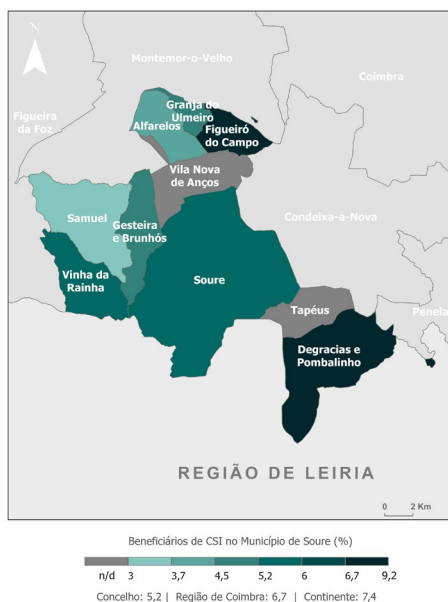 N
Montemor-o-Velho
Coimbra
Figueira
da Foz
Granja do
Ulmeiro
Alfarelos
Figueiró
do Campo
Vila Nova
de Anços
Samuel
Gesteira
e Brunhós
Condeixa-a-Nova
Vinha da
Rainha
Soure
Tapéus
Penela
Degracias e
Pombalinho
REGIÃO DE LEIRIA
0 2 Km
Beneficiários de CSI no Município de Soure (%)
n/d 3 3,7 4,5 5,2 6 6,7 9,2
Concelho: 5,2 | Região de Coimbra: 6,7 | Continente: 7,4